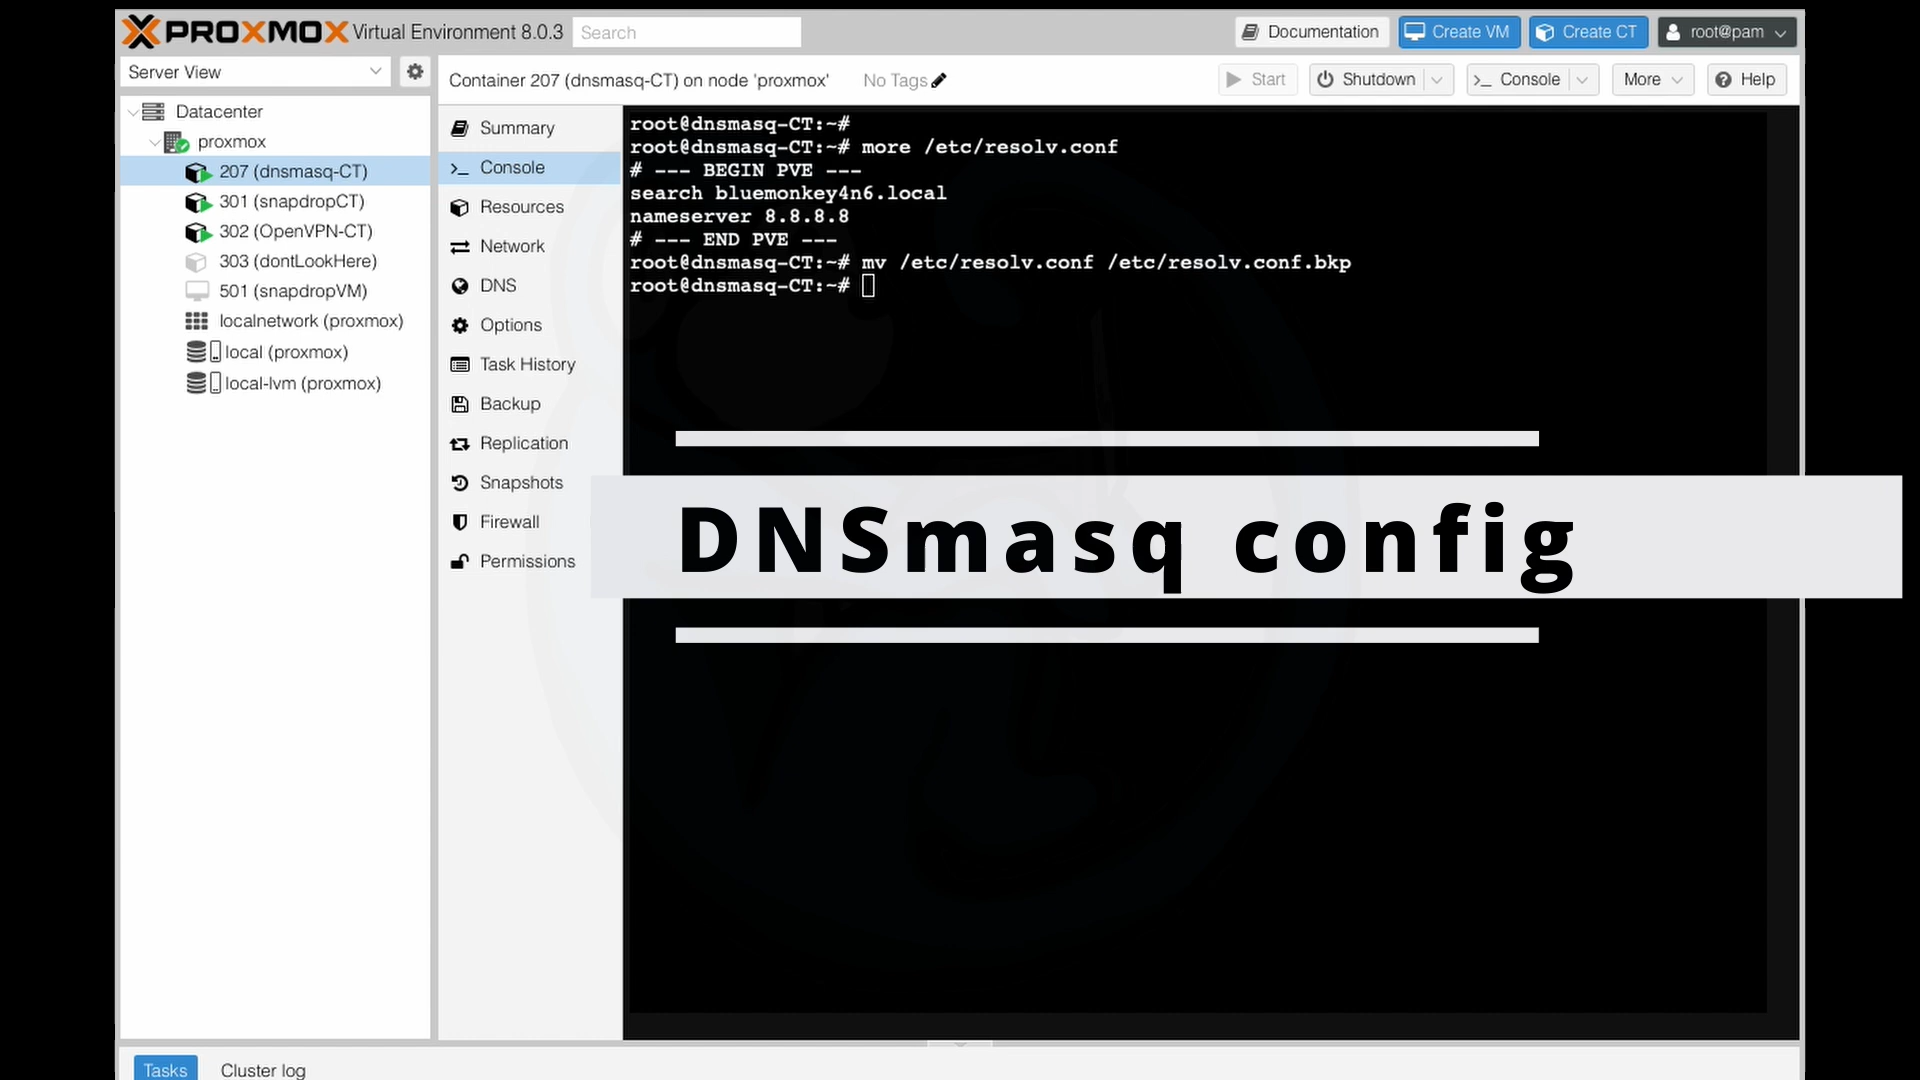 PROXMOX Virtual Environment 8.0.3 Search Documentation Create VM Create CT root@pam
Server View
Container 207 (dnsmasq-CT) on node 'proxmox' No Tags Start Shutdown Console More Help
Datacenter
proxmox
207 (dnsmasq-CT)
301 (snapdropCT)
302 (OpenVPN-CT)
303 (dontLookHere)
501 (snapdropVM)
localnetwork (proxmox)
local (proxmox)
local-lvm (proxmox)
Summary
Console
Resources
Network
DNS
Options
Task History
Backup
Replication
Snapshots
Firewall
Permissions
root@dnsmasq-CT:~#
root@dnsmasq-CT:~# more /etc/resolv.conf
# --- BEGIN PVE ---
search bluemonkey4n6.local
nameserver 8.8.8.8
# --- END PVE ---
root@dnsmasq-CT:~# mv /etc/resolv.conf /etc/resolv.conf.bkp
root@dnsmasq-CT:~#
DNSmasq config
Tasks Cluster log